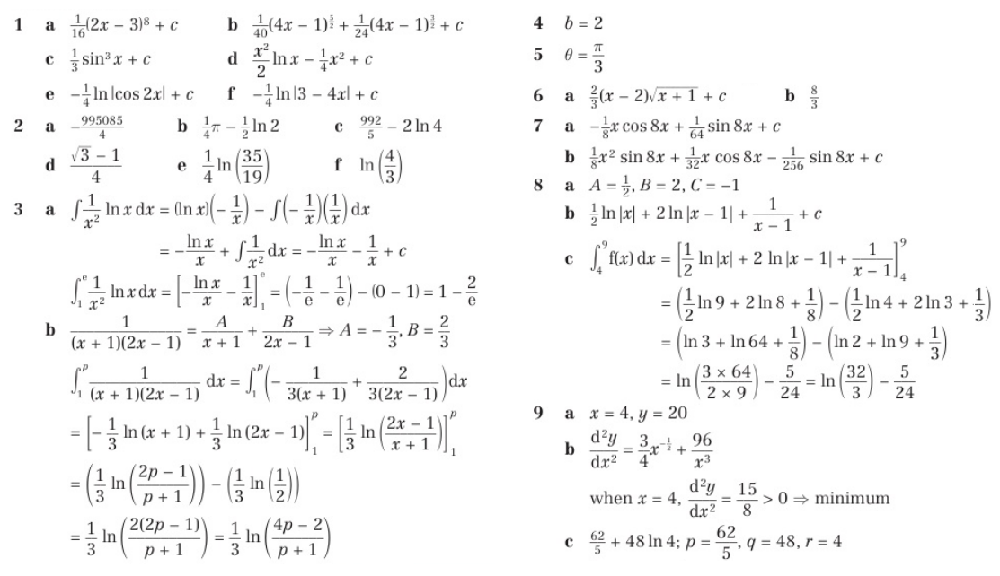 1 a $\frac{1}{16}(2x - 3)^8 + c$ b $\frac{1}{40}(4x - 1)^{\frac{5}{2}} + \frac{1}{24}(4x - 1)^{\frac{3}{2}} + c$
c $\frac{1}{3}\sin^3 x + c$ d $\frac{x^2}{2}\ln x - \frac{1}{4}x^2 + c$
e $-\frac{1}{4}\ln|\cos 2x| + c$ f $-\frac{1}{4}\ln|3 - 4x| + c$
2 a $-\frac{995085}{4}$ b $\frac{1}{4}\pi - \frac{1}{2}\ln 2$ c $\frac{992}{5} - 2\ln 4$
d $\frac{\sqrt{3} - 1}{4}$ e $\frac{1}{4}\ln\left(\frac{35}{19}\right)$ f $\ln\left(\frac{4}{3}\right)$
3 a $\int \frac{1}{x^2}\ln x\,dx = (\ln x)\left(-\frac{1}{x}\right) - \int\left(-\frac{1}{x}\right)\left(\frac{1}{x}\right)dx$
$= -\frac{\ln x}{x} + \int\frac{1}{x^2}dx = -\frac{\ln x}{x} - \frac{1}{x} + c$
$\int_1^e \frac{1}{x^2}\ln x\,dx = \left[-\frac{\ln x}{x} - \frac{1}{x}\right]_1^e = \left(-\frac{1}{e} - \frac{1}{e}\right) - (0 - 1) = 1 - \frac{2}{e}$
b $\frac{1}{(x + 1)(2x - 1)} = \frac{A}{x + 1} + \frac{B}{2x - 1} \Rightarrow A = -\frac{1}{3}, B = \frac{2}{3}$
$\int_1^p \frac{1}{(x + 1)(2x - 1)}\,dx = \int_1^p\left(-\frac{1}{3(x + 1)} + \frac{2}{3(2x - 1)}\right)dx$
$= \left[-\frac{1}{3}\ln(x + 1) + \frac{1}{3}\ln(2x - 1)\right]_1^p = \left[\frac{1}{3}\ln\left(\frac{2x - 1}{x + 1}\right)\right]_1^p$
$= \left(\frac{1}{3}\ln\left(\frac{2p - 1}{p + 1}\right)\right) - \left(\frac{1}{3}\ln\left(\frac{1}{2}\right)\right)$
$= \frac{1}{3}\ln\left(\frac{2(2p - 1)}{p + 1}\right) = \frac{1}{3}\ln\left(\frac{4p - 2}{p + 1}\right)$
4 $b = 2$
5 $\theta = \frac{\pi}{3}$
6 a $\frac{2}{3}(x - 2)\sqrt{x + 1} + c$ b $\frac{8}{3}$
7 a $-\frac{1}{8}x\cos 8x + \frac{1}{64}\sin 8x + c$
b $\frac{1}{8}x^2\sin 8x + \frac{1}{32}x\cos 8x - \frac{1}{256}\sin 8x + c$
8 a $A = \frac{1}{2}, B = 2, C = -1$
b $\frac{1}{2}\ln|x| + 2\ln|x - 1| + \frac{1}{x - 1} + c$
c $\int_4^9 f(x)\,dx = \left[\frac{1}{2}\ln|x| + 2\ln|x - 1| + \frac{1}{x - 1}\right]_4^9$
$= \left(\frac{1}{2}\ln 9 + 2\ln 8 + \frac{1}{8}\right) - \left(\frac{1}{2}\ln 4 + 2\ln 3 + \frac{1}{3}\right)$
$= \left(\ln 3 + \ln 64 + \frac{1}{8}\right) - \left(\ln 2 + \ln 9 + \frac{1}{3}\right)$
$= \ln\left(\frac{3 \times 64}{2 \times 9}\right) - \frac{5}{24} = \ln\left(\frac{32}{3}\right) - \frac{5}{24}$
9 a $x = 4, y = 20$
b $\frac{d^2y}{dx^2} = \frac{3}{4}x^{-\frac{1}{2}} + \frac{96}{x^3}$
when $x = 4, \frac{d^2y}{dx^2} = \frac{15}{8} > 0 \Rightarrow$ minimum
c $\frac{62}{5} + 48\ln 4; p = \frac{62}{5}, q = 48, r = 4$